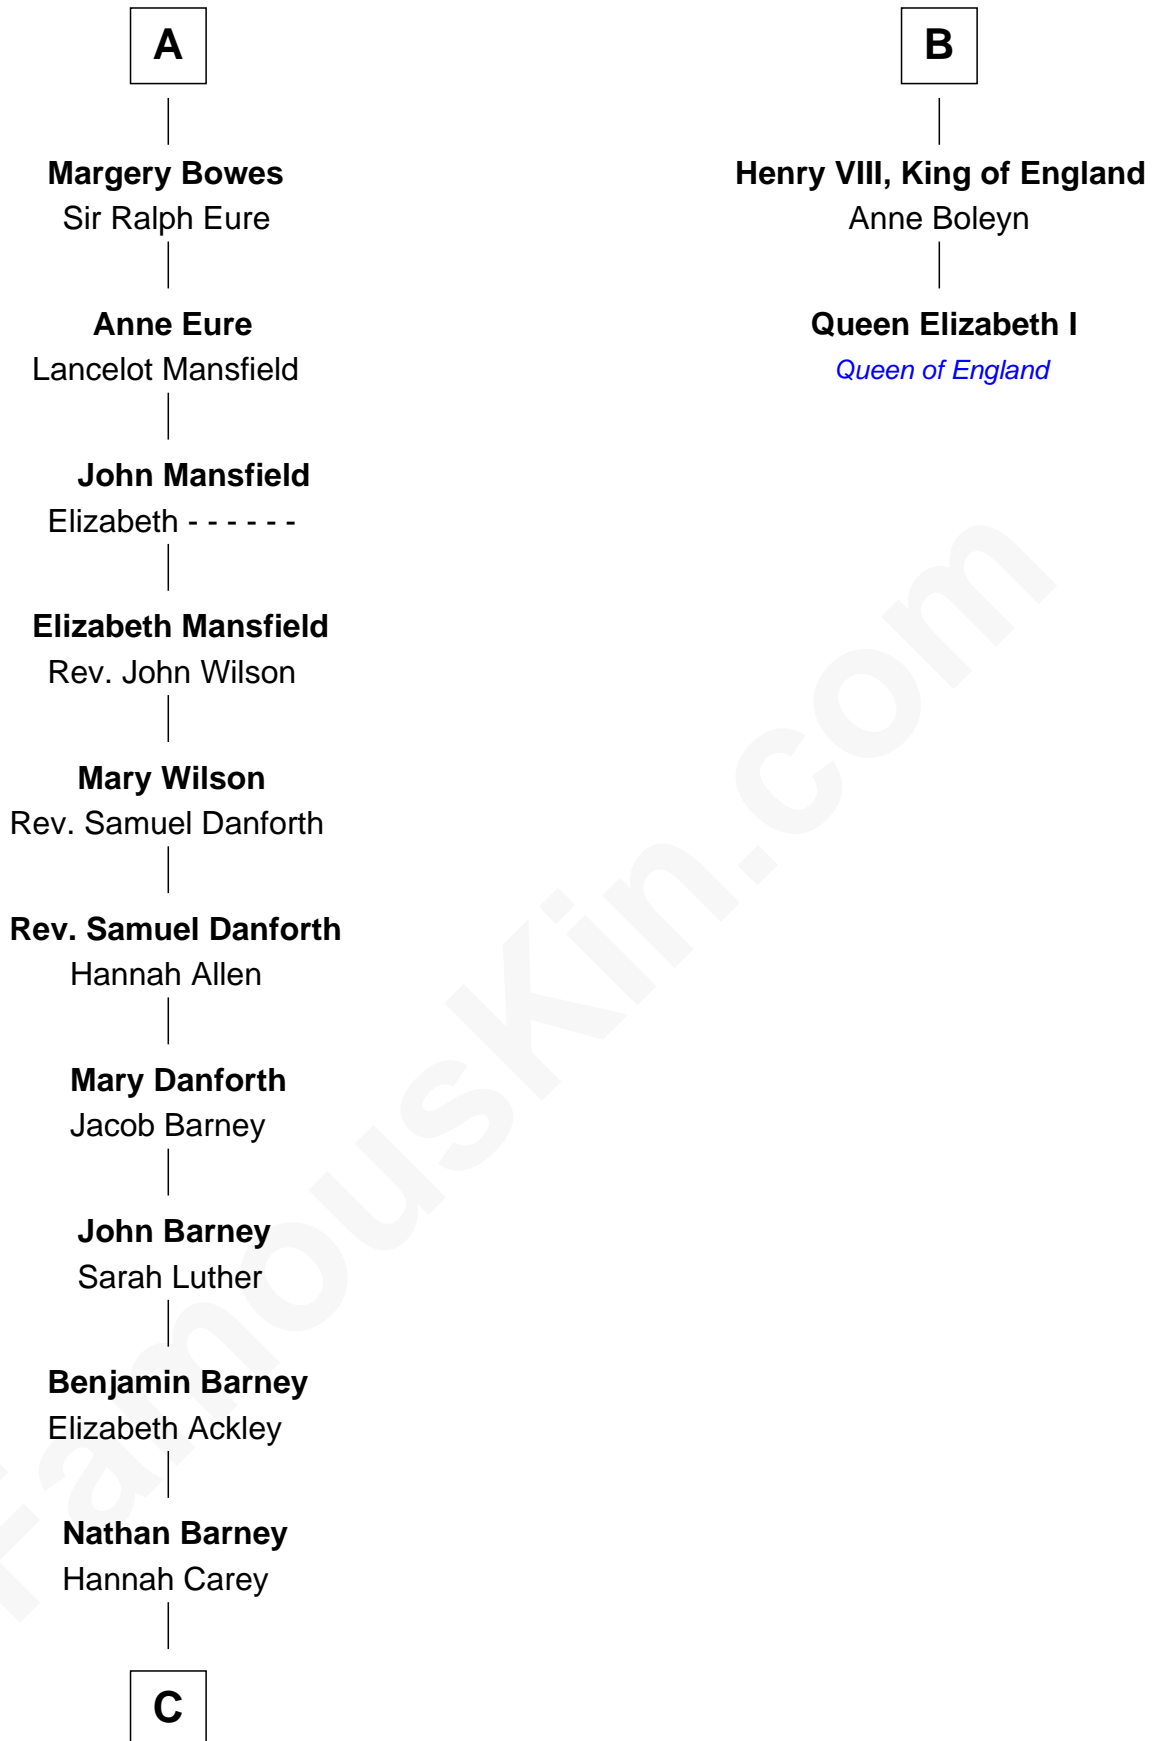 A
Margery Bowes
Sir Ralph Eure
Anne Eure
Lancelot Mansfield
John Mansfield
Elizabeth - - - - - -
Elizabeth Mansfield
Rev. John Wilson
Mary Wilson
Rev. Samuel Danforth
Rev. Samuel Danforth
Hannah Allen
Mary Danforth
Jacob Barney
John Barney
Sarah Luther
Benjamin Barney
Elizabeth Ackley
Nathan Barney
Hannah Carey
C
B
Henry VIII, King of England
Anne Boleyn
Queen Elizabeth I
Queen of England
FamousKin.com